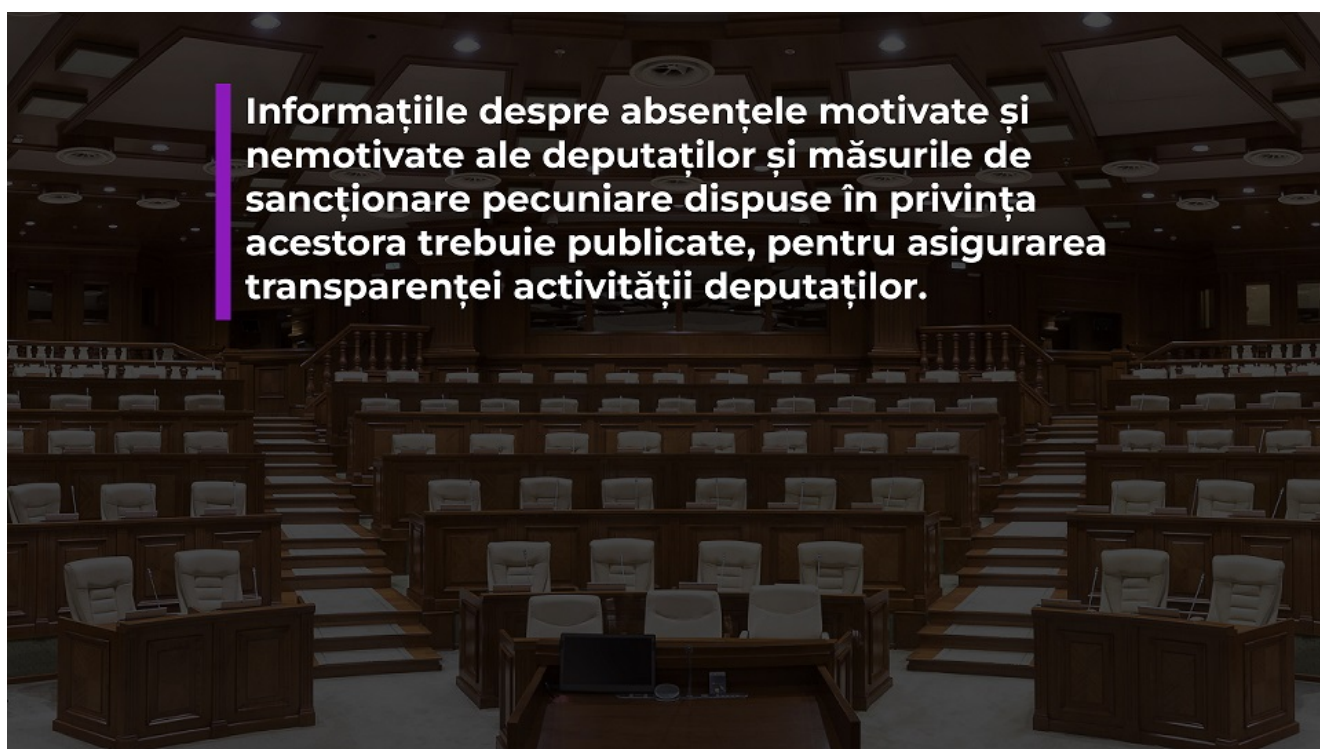 Informațiile despre absențele motivate și
nemotivate ale deputaților și măsurile de
sancționare pecuniare dispuse în privința
acestora trebuie publicate, pentru asigurarea
transparenței activității deputaților.